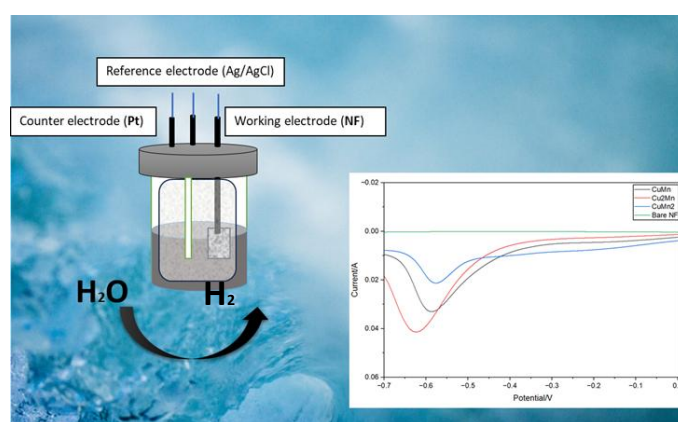 Reference electrode (Ag/AgCl)
Counter electrode (Pt)
Working electrode (NF)
H2O
H2
−0.02
0.00
0.02
0.04
0.06
Current/A
−0.7
−0.6
−0.5
−0.4
−0.3
−0.2
−0.1
Potential/V
CuMn
Cu2Mn
CuMn2
Bare NF